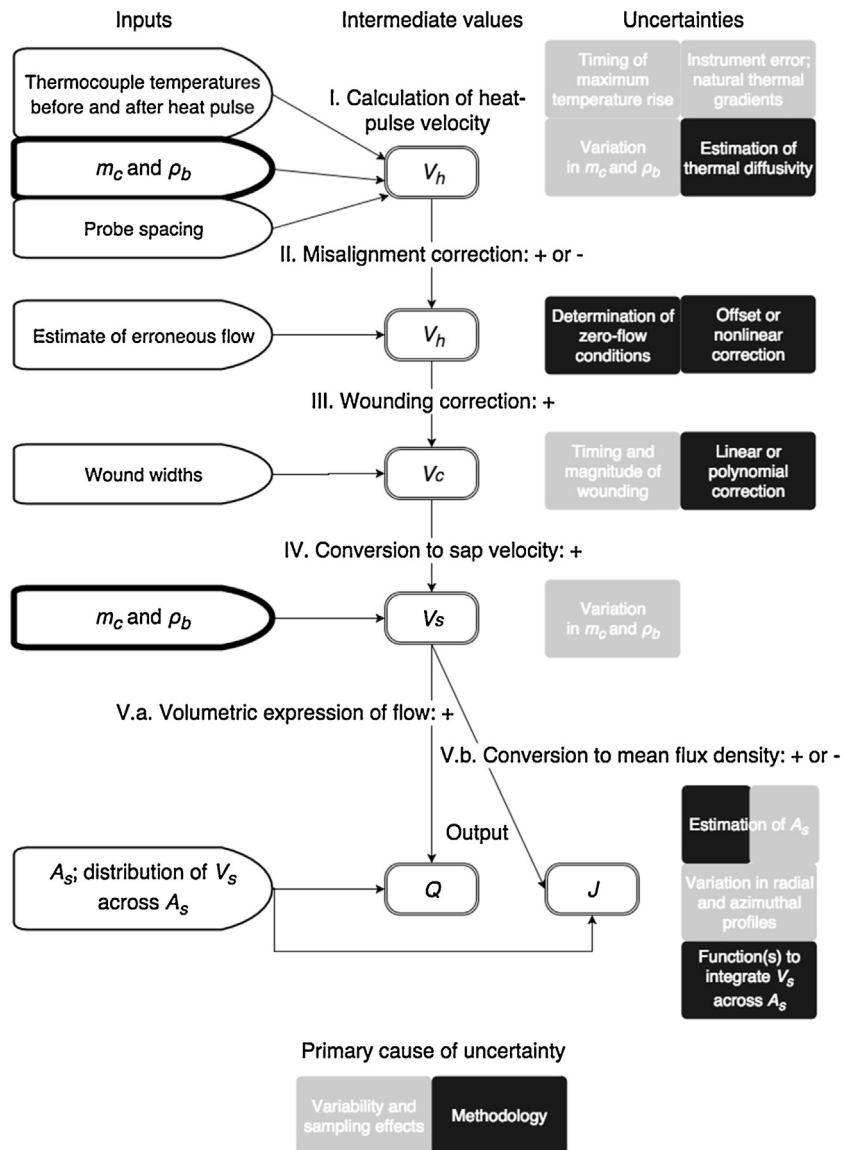 Inputs
Intermediate values
Uncertainties
Thermocouple temperatures
before and after heat pulse
I. Calculation of heat-
pulse velocity
Timing of
maximum
temperature rise
Instrument error;
natural thermal
gradients
m_c and ρ_b
V_h
Variation
in m_c and ρ_b
Estimation of
thermal diffusivity
Probe spacing
II. Misalignment correction: + or -
Estimate of erroneous flow
V_h
Determination of
zero-flow
conditions
Offset or
nonlinear
correction
III. Wounding correction: +
Wound widths
V_c
Timing and
magnitude of
wounding
Linear or
polynomial
correction
IV. Conversion to sap velocity: +
m_c and ρ_b
V_s
Variation
in m_c and ρ_b
V.a. Volumetric expression of flow: +
V.b. Conversion to mean flux density: + or -
Output
Estimation of A_s
A_s; distribution of V_s
across A_s
Q
J
Variation in radial
and azimuthal
profiles
Function(s) to
integrate V_s
across A_s
Primary cause of uncertainty
Variability and
sampling effects
Methodology